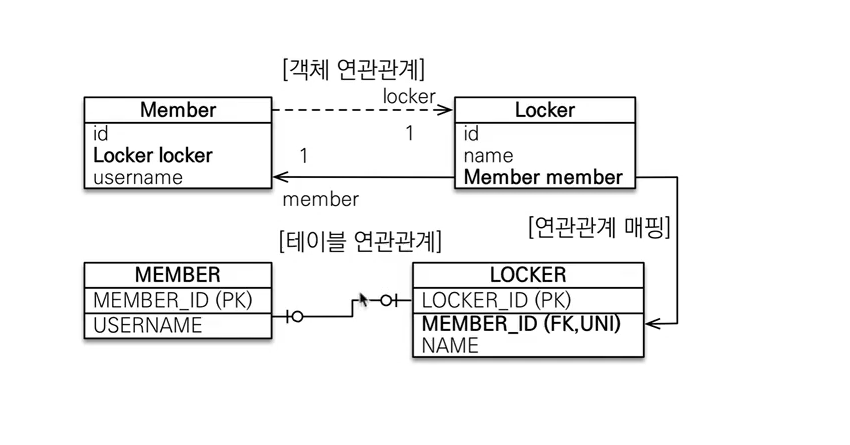 [객체 연관관계]
locker
Member
id
Locker locker
username
1
1
member
Locker
id
name
Member member
[연관관계 매핑]
[테이블 연관관계]
MEMBER
MEMBER_ID (PK)
USERNAME
LOCKER
LOCKER_ID (PK)
MEMBER_ID (FK,UNI)
NAME